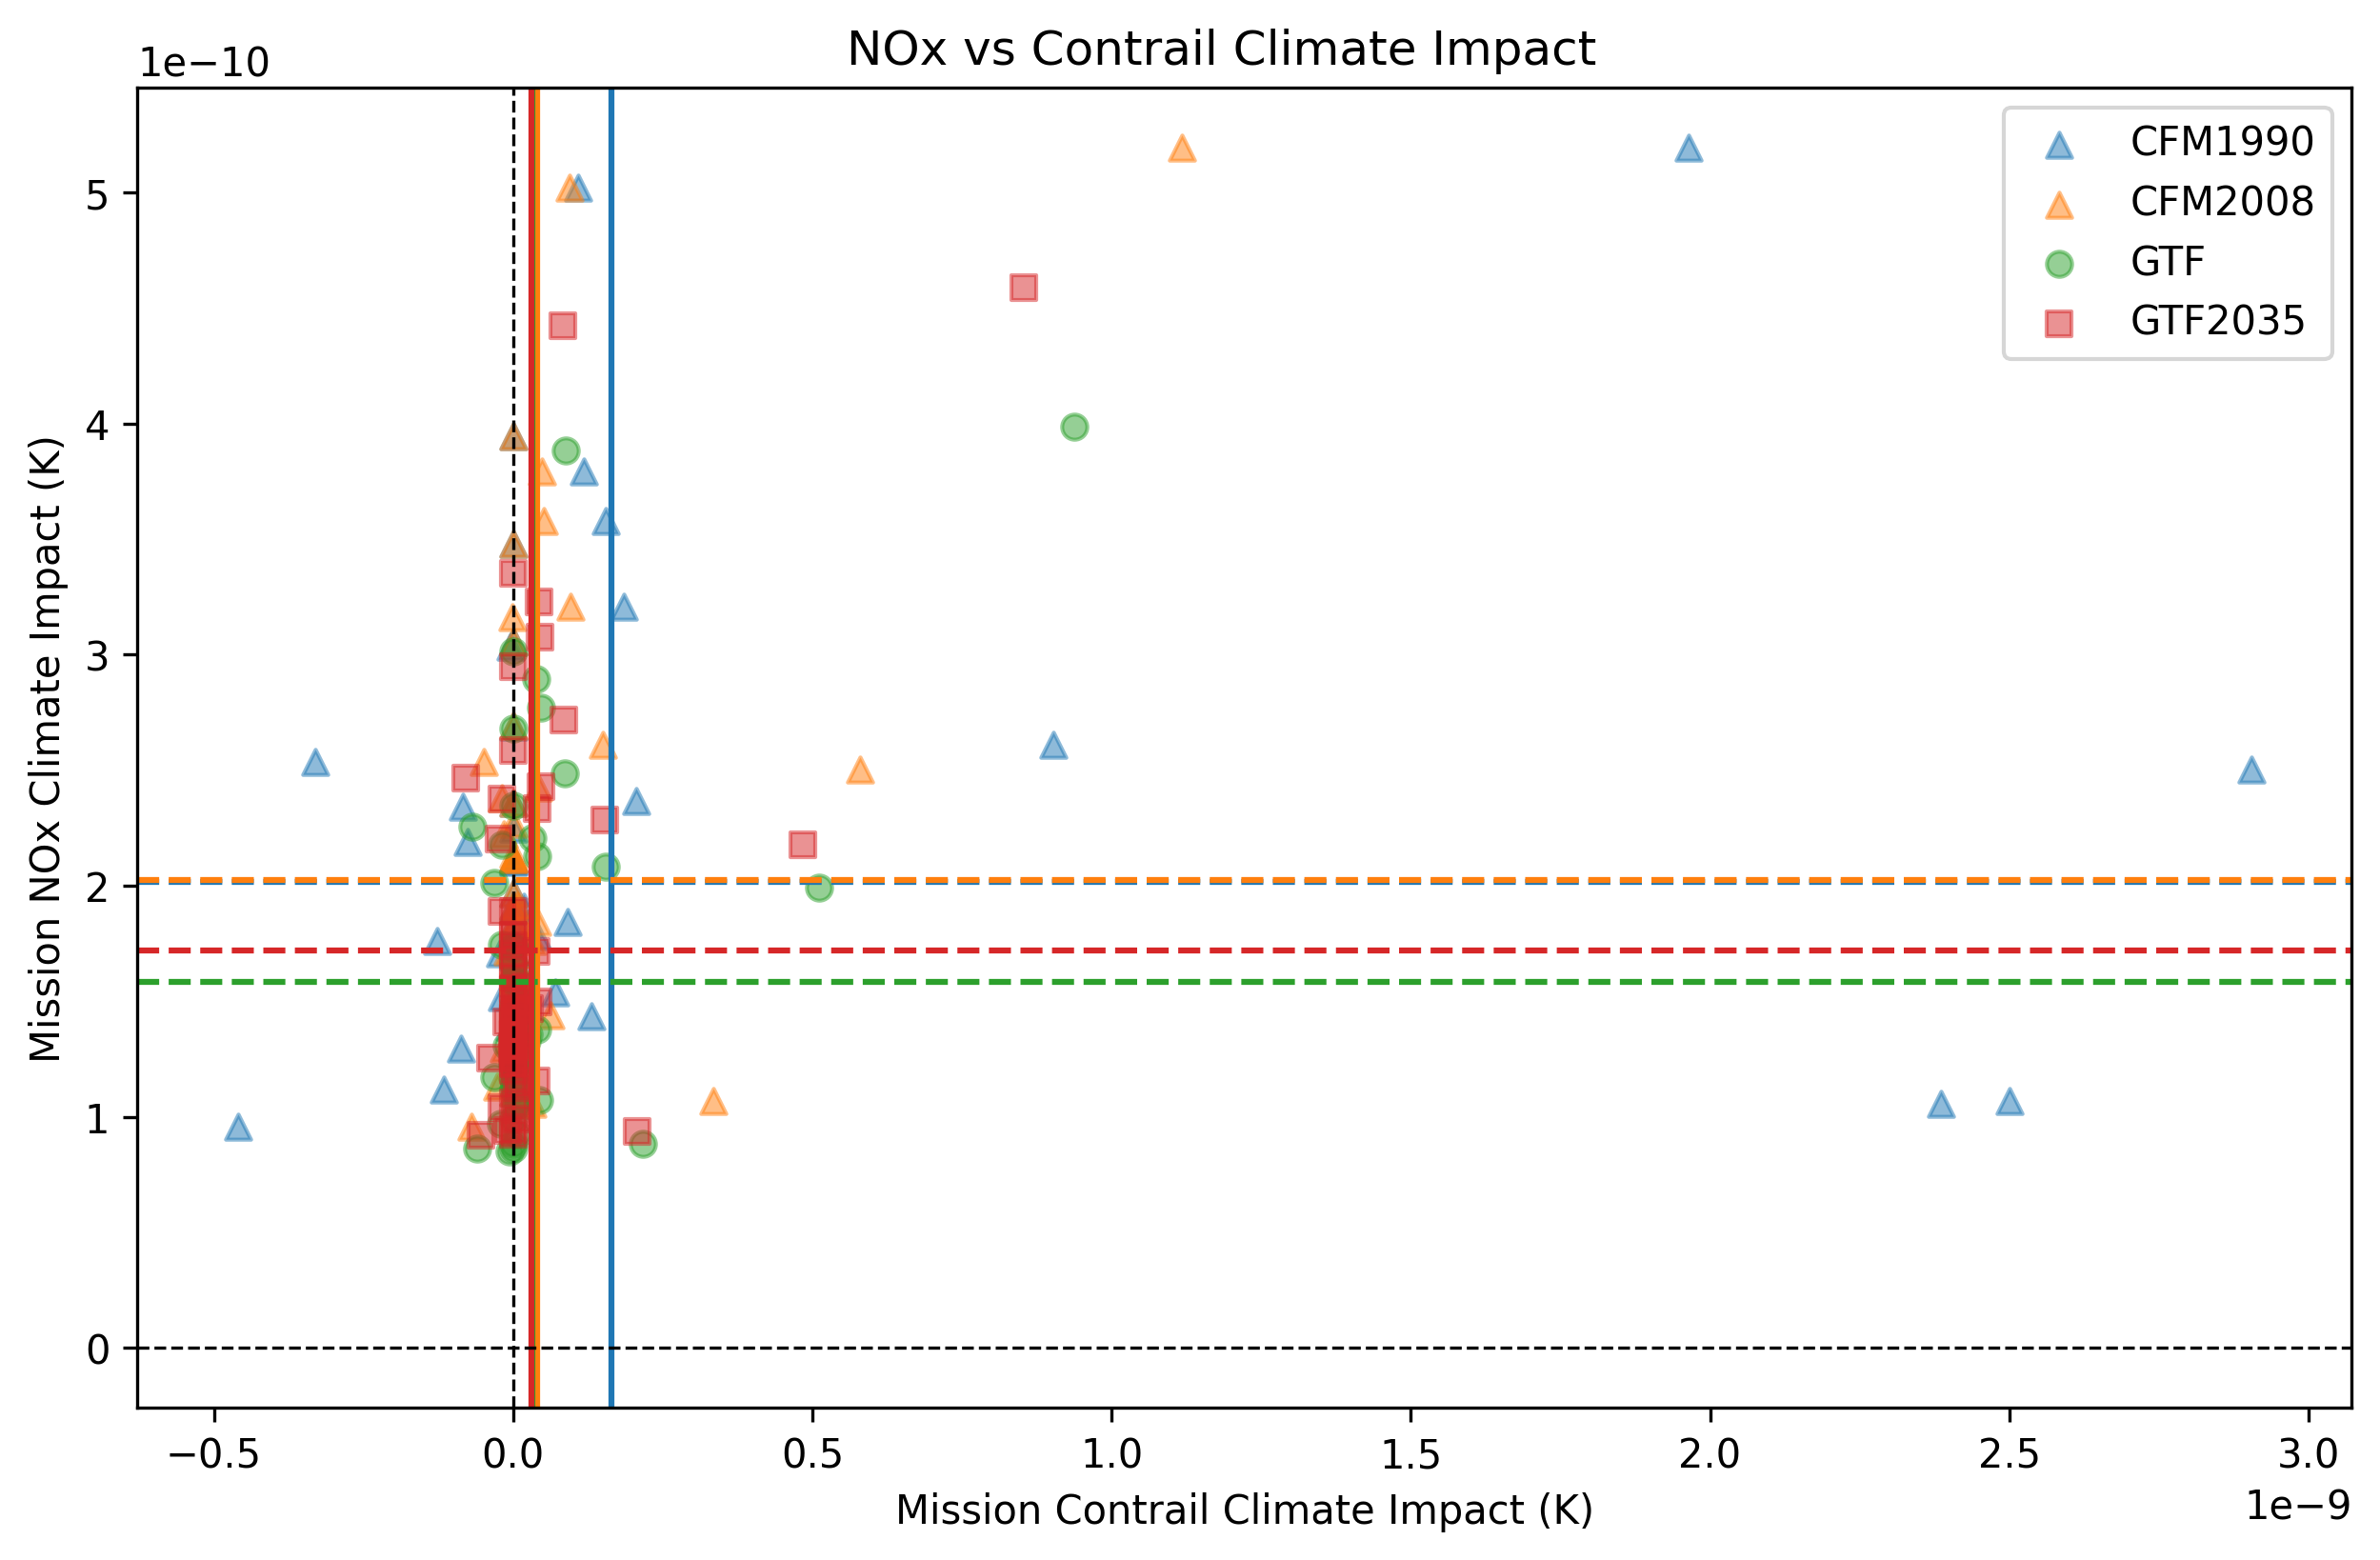 NOx vs Contrail Climate Impact
1e−10
CFM1990
CFM2008
GTF
GTF2035
5
4
3
2
1
0
Mission NOx Climate Impact (K)
−0.5
0.0
0.5
1.0
1.5
2.0
2.5
3.0
1e−9
Mission Contrail Climate Impact (K)